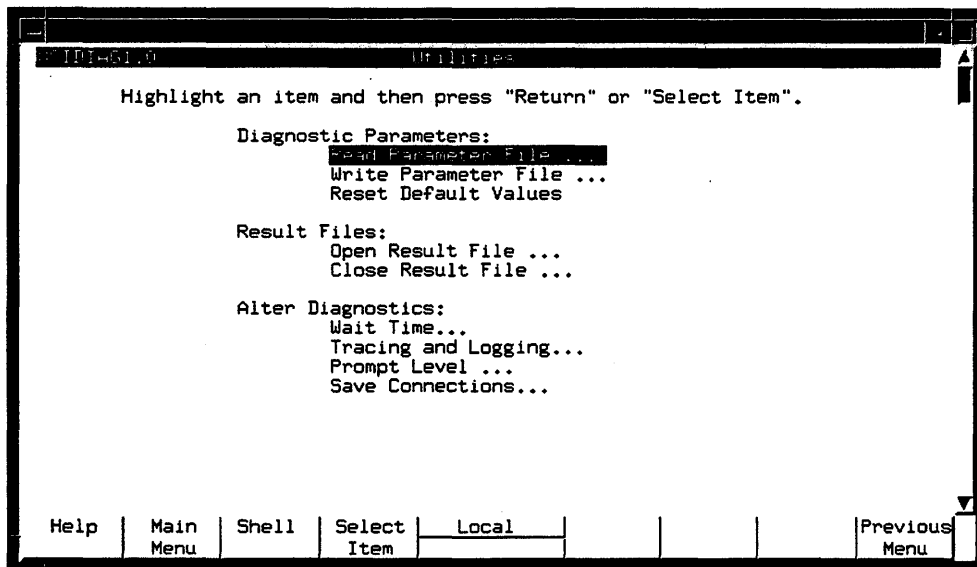 Utilities
Highlight an item and then press "Return" or "Select Item".
Diagnostic Parameters:
Read Parameter File ...
Write Parameter File ...
Reset Default Values
Result Files:
Open Result File ...
Close Result File ...
Alter Diagnostics:
Wait Time...
Tracing and Logging...
Prompt Level ...
Save Connections...
Help Main Menu Shell Select Item Local Previous Menu